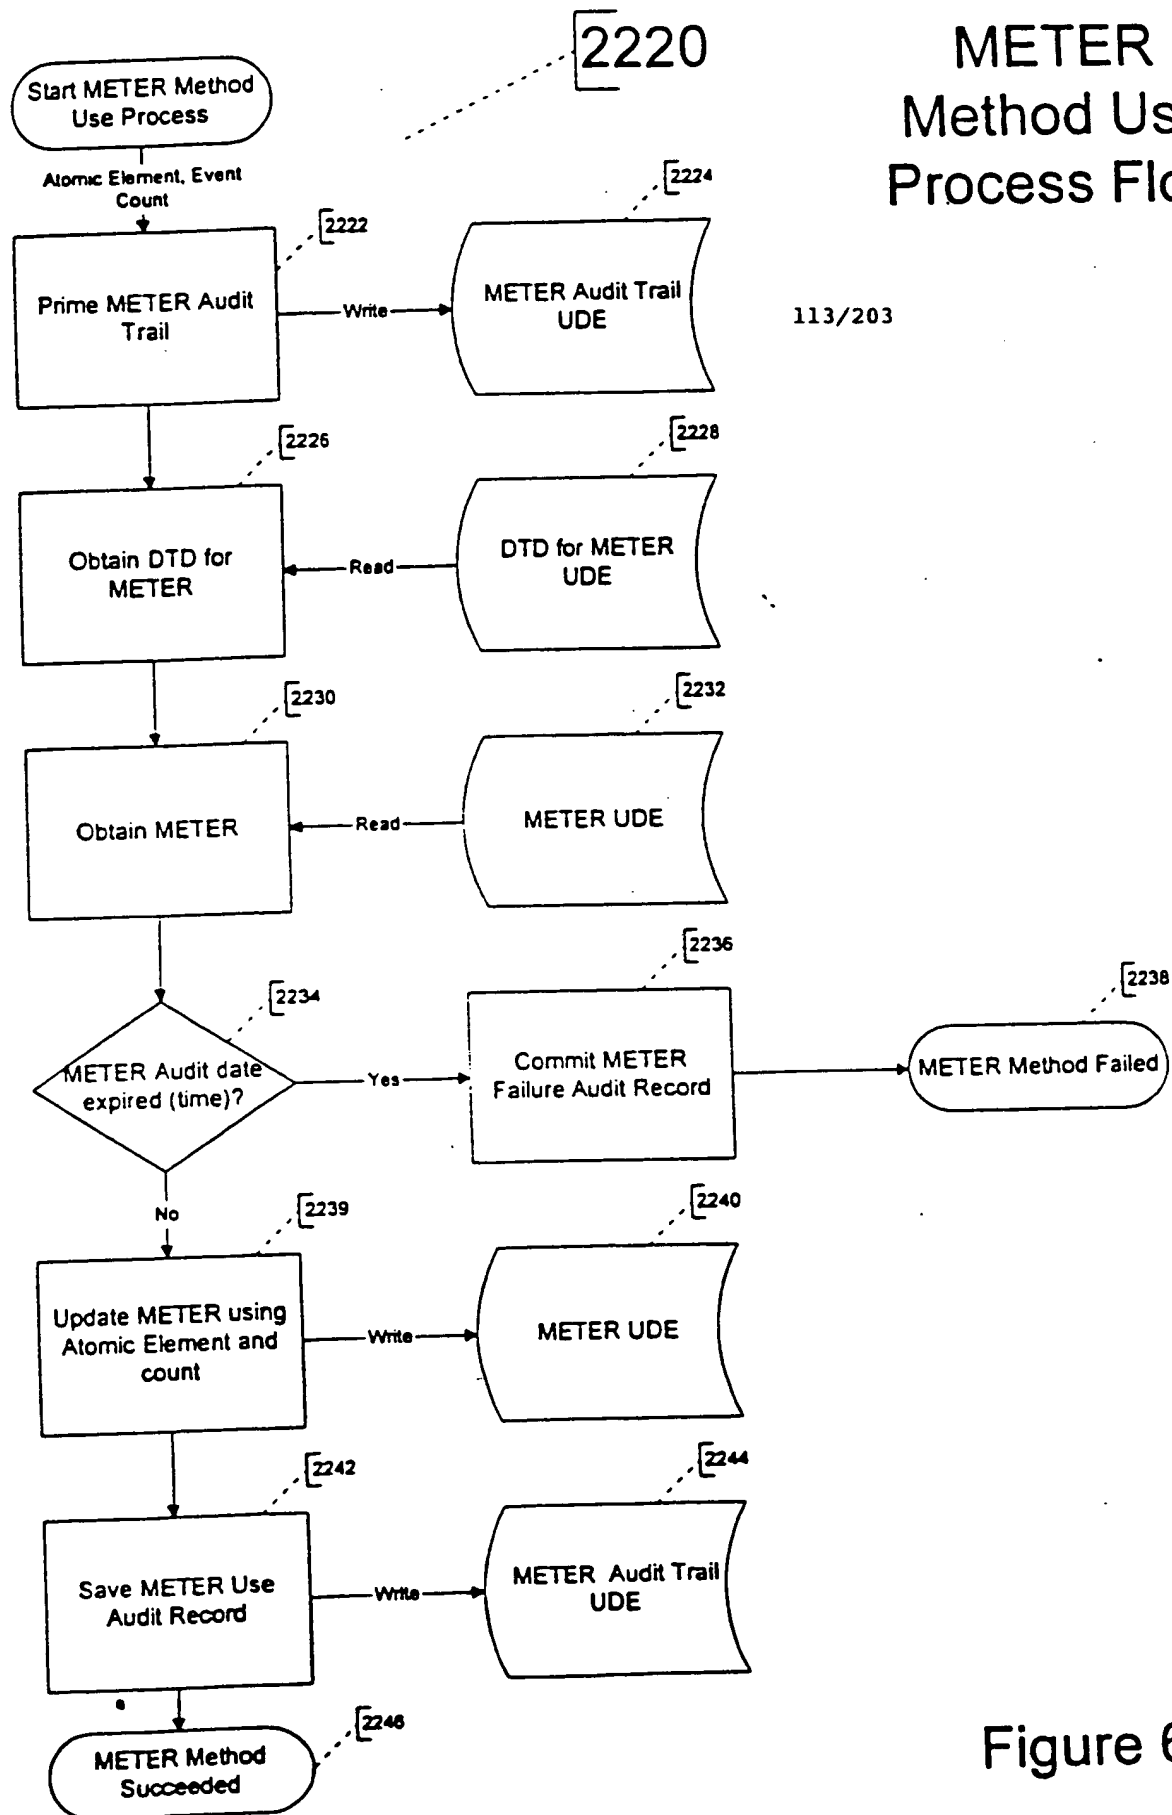 2220
METER
Method Us
Process Flo
Start METER Method
Use Process
Atomic Element, Event
Count
2222
2224
Prime METER Audit
Trail
Write
METER Audit Trail
UDE
113/203
2226
2228
Obtain DTD for
METER
Read
DTD for METER
UDE
2230
2232
Obtain METER
Read
METER UDE
2234
2236
2238
METER Audit date
expired (time)?
Yes
Commit METER
Failure Audit Record
METER Method Failed
No
2239
2240
Update METER using
Atomic Element and
count
Write
METER UDE
2242
2244
Save METER Use
Audit Record
Write
METER Audit Trail
UDE
2246
METER Method
Succeeded
Figure 6